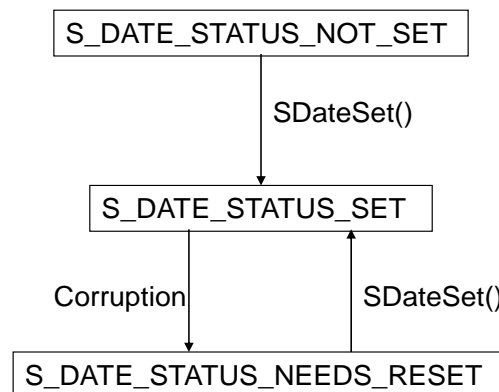 S_DATE_STATUS_NOT_SET
SDateSet()
S_DATE_STATUS_SET
Corruption
SDateSet()
S_DATE_STATUS_NEEDS_RESET